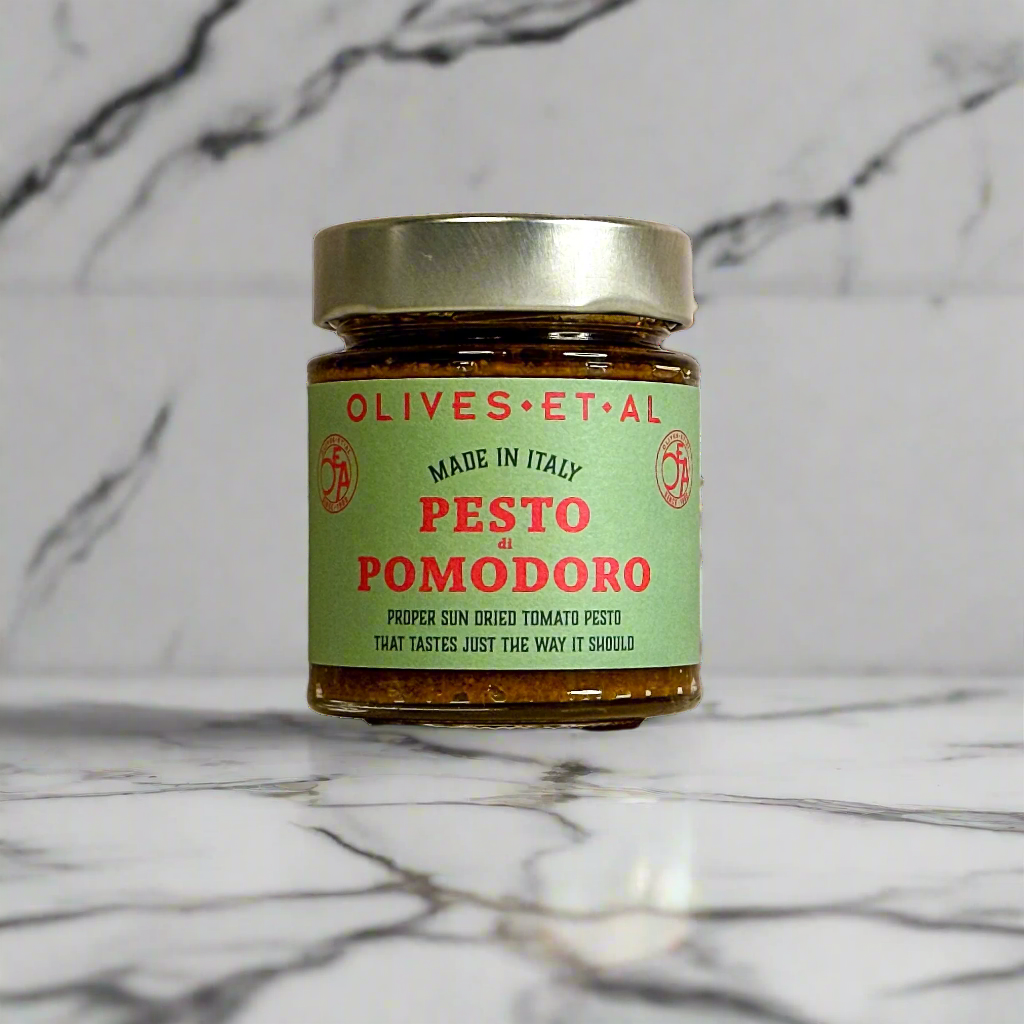 OLIVES•ET•AL
MADE IN ITALY
PESTO
di
POMODORO
PROPER SUN DRIED TOMATO PESTO
THAT TASTES JUST THE WAY IT SHOULD